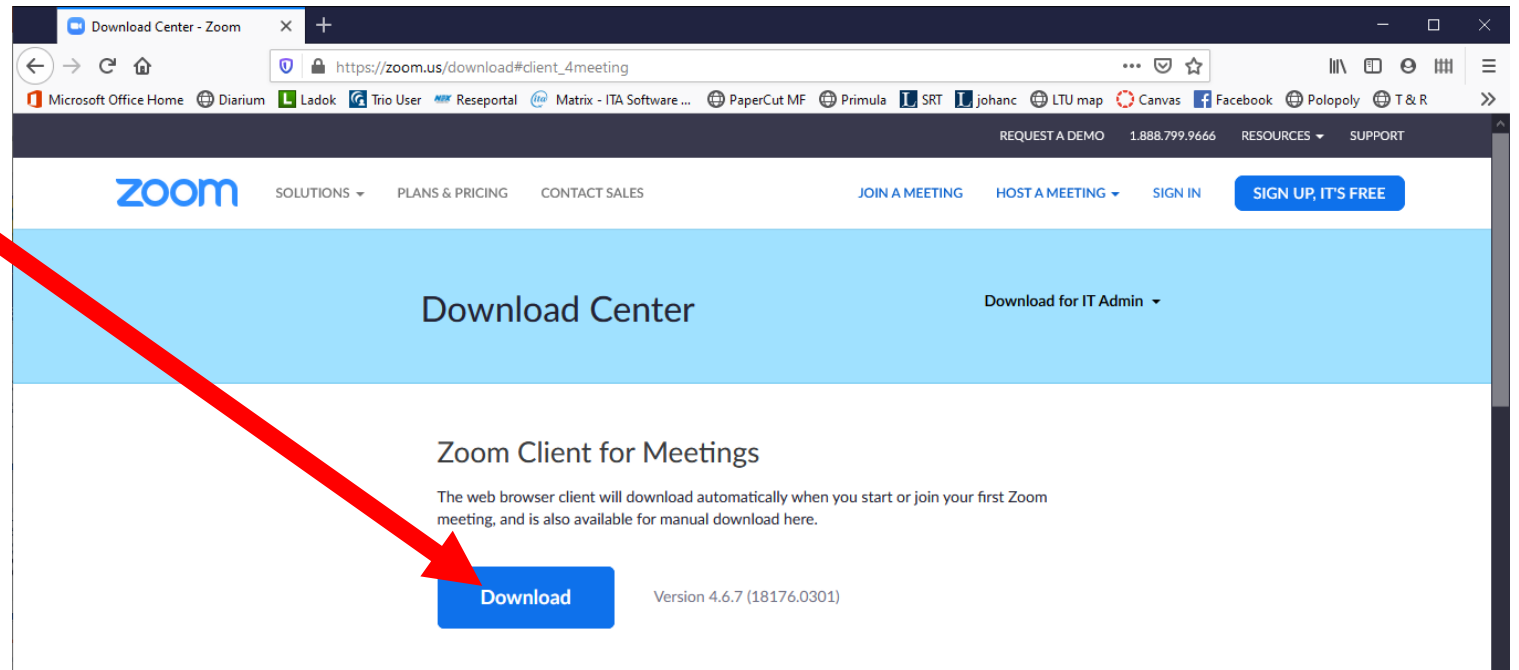 Download Center - Zoom
https://zoom.us/download#client_4meeting
Microsoft Office Home Diarium Ladok Trio User Reseportal Matrix - ITA Software ... PaperCut MF Primula SRT johanc LTU map Canvas Facebook Polopoly T & R
REQUEST A DEMO 1.888.799.9666 RESOURCES SUPPORT
zoom SOLUTIONS PLANS & PRICING CONTACT SALES JOIN A MEETING HOST A MEETING SIGN IN SIGN UP, IT'S FREE
Download Center Download for IT Admin
Zoom Client for Meetings
The web browser client will download automatically when you start or join your first Zoom
meeting, and is also available for manual download here.
Download Version 4.6.7 (18176.0301)